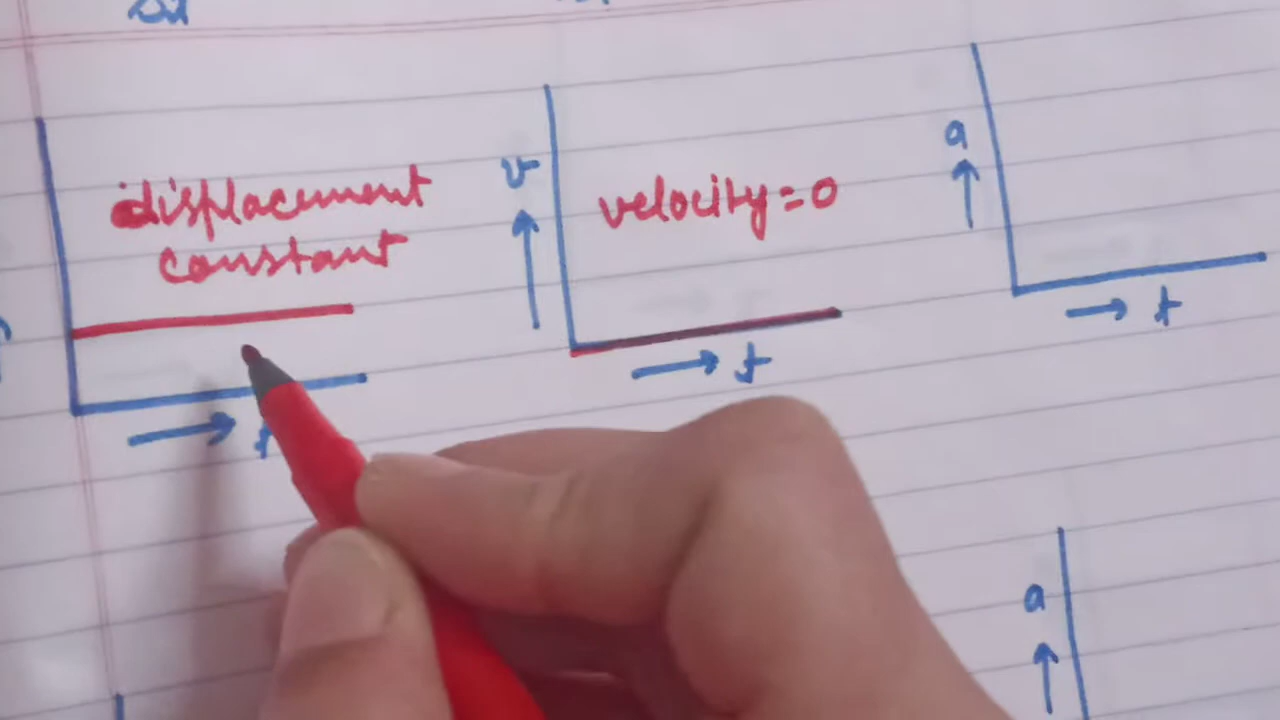 displacement
constant
t
v
velocity = 0
t
a
t
a